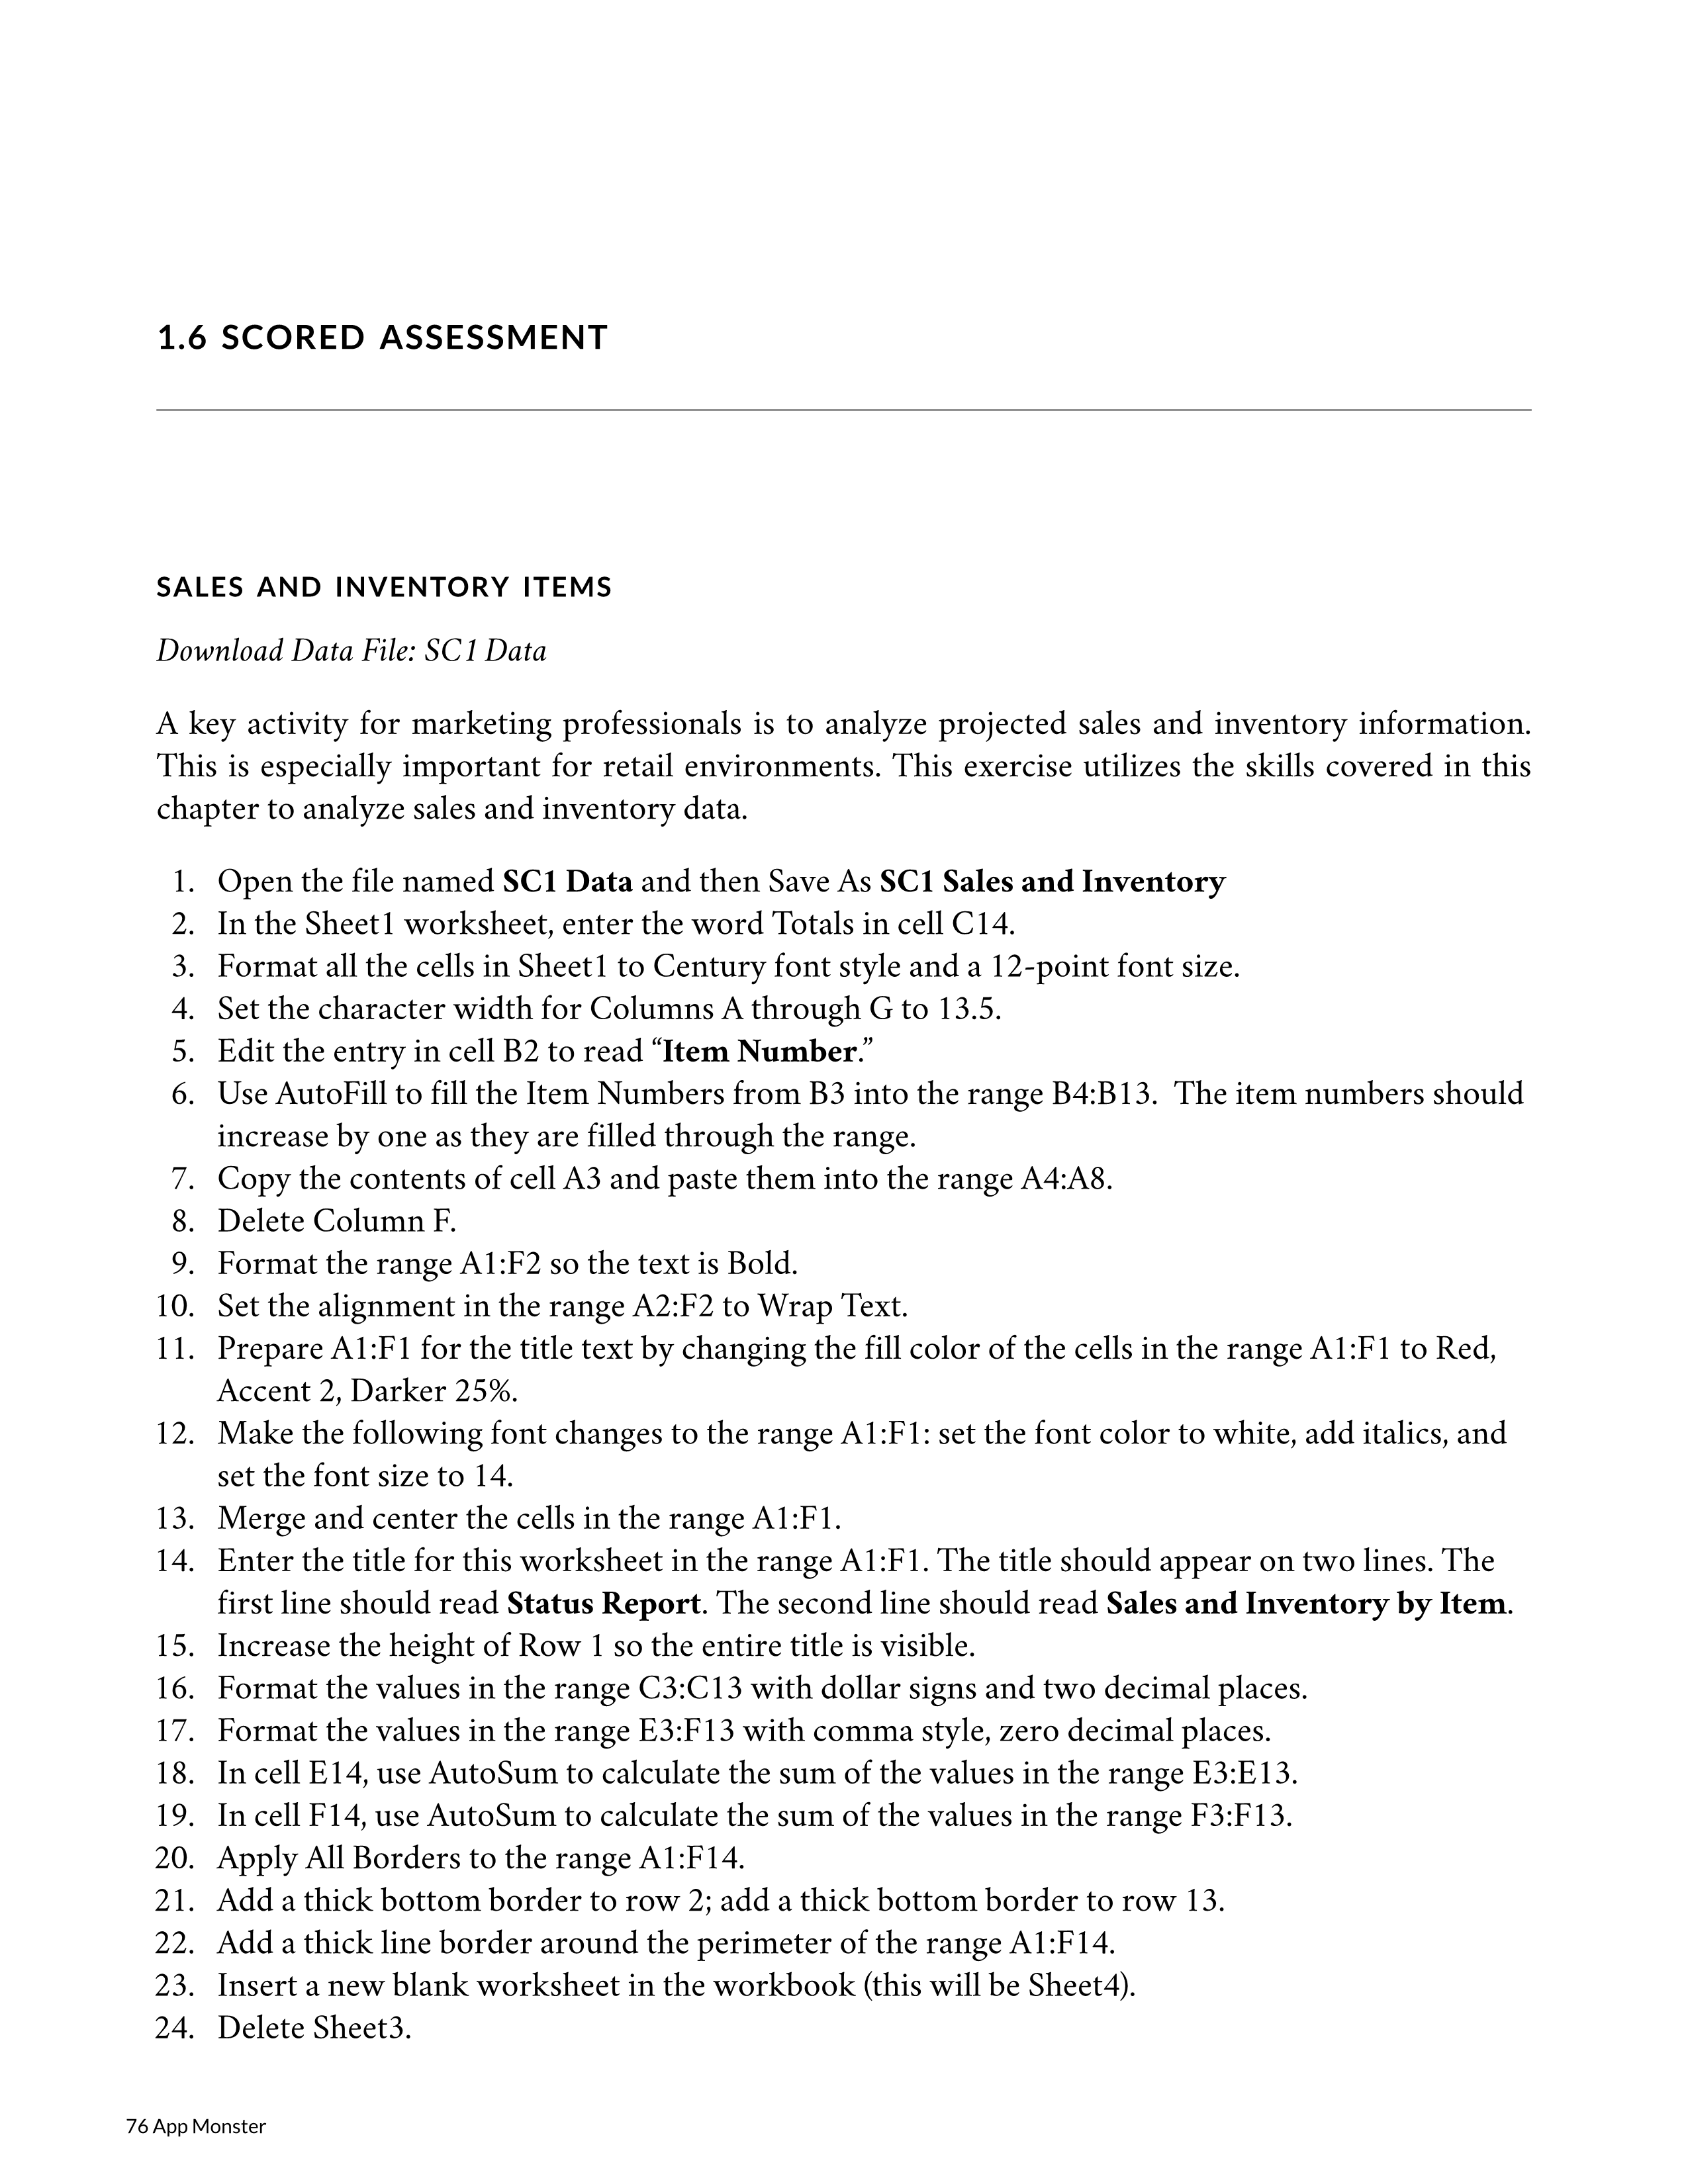 1.6 SCORED ASSESSMENT
SALES AND INVENTORY ITEMS
Download Data File: SC1 Data
A key activity for marketing professionals is to analyze projected sales and inventory information.
This is especially important for retail environments. This exercise utilizes the skills covered in this
chapter to analyze sales and inventory data.
1. Open the file named SC1 Data and then Save As SC1 Sales and Inventory
2. In the Sheet1 worksheet, enter the word Totals in cell C14.
3. Format all the cells in Sheet1 to Century font style and a 12-point font size.
4. Set the character width for Columns A through G to 13.5.
5. Edit the entry in cell B2 to read “Item Number.”
6. Use AutoFill to fill the Item Numbers from B3 into the range B4:B13.  The item numbers should
increase by one as they are filled through the range.
7. Copy the contents of cell A3 and paste them into the range A4:A8.
8. Delete Column F.
9. Format the range A1:F2 so the text is Bold.
10. Set the alignment in the range A2:F2 to Wrap Text.
11. Prepare A1:F1 for the title text by changing the fill color of the cells in the range A1:F1 to Red,
Accent 2, Darker 25%.
12. Make the following font changes to the range A1:F1: set the font color to white, add italics, and
set the font size to 14.
13. Merge and center the cells in the range A1:F1.
14. Enter the title for this worksheet in the range A1:F1. The title should appear on two lines. The
first line should read Status Report. The second line should read Sales and Inventory by Item.
15. Increase the height of Row 1 so the entire title is visible.
16. Format the values in the range C3:C13 with dollar signs and two decimal places.
17. Format the values in the range E3:F13 with comma style, zero decimal places.
18. In cell E14, use AutoSum to calculate the sum of the values in the range E3:E13.
19. In cell F14, use AutoSum to calculate the sum of the values in the range F3:F13.
20. Apply All Borders to the range A1:F14.
21. Add a thick bottom border to row 2; add a thick bottom border to row 13.
22. Add a thick line border around the perimeter of the range A1:F14.
23. Insert a new blank worksheet in the workbook (this will be Sheet4).
24. Delete Sheet3.
76 App Monster